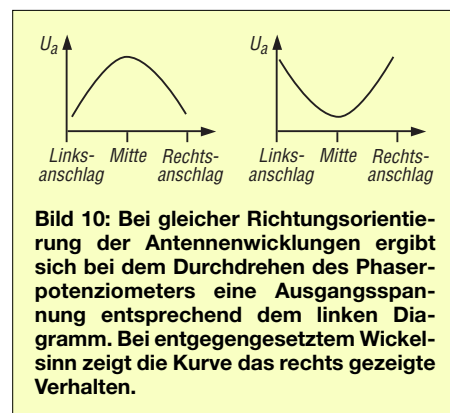 Ua Ua
Links- Mitte Rechts- Links- Mitte Rechts-
anschlag anschlag anschlag anschlag
Bild 10: Bei gleicher Richtungsorientie-
rung der Antennenwicklungen ergibt
sich bei dem Durchdrehen des Phaser-
potenziometers eine Ausgangsspan-
nung entsprechend dem linken Dia-
gramm. Bei entgegengesetztem Wickel-
sinn zeigt die Kurve das rechts gezeigte
Verhalten.